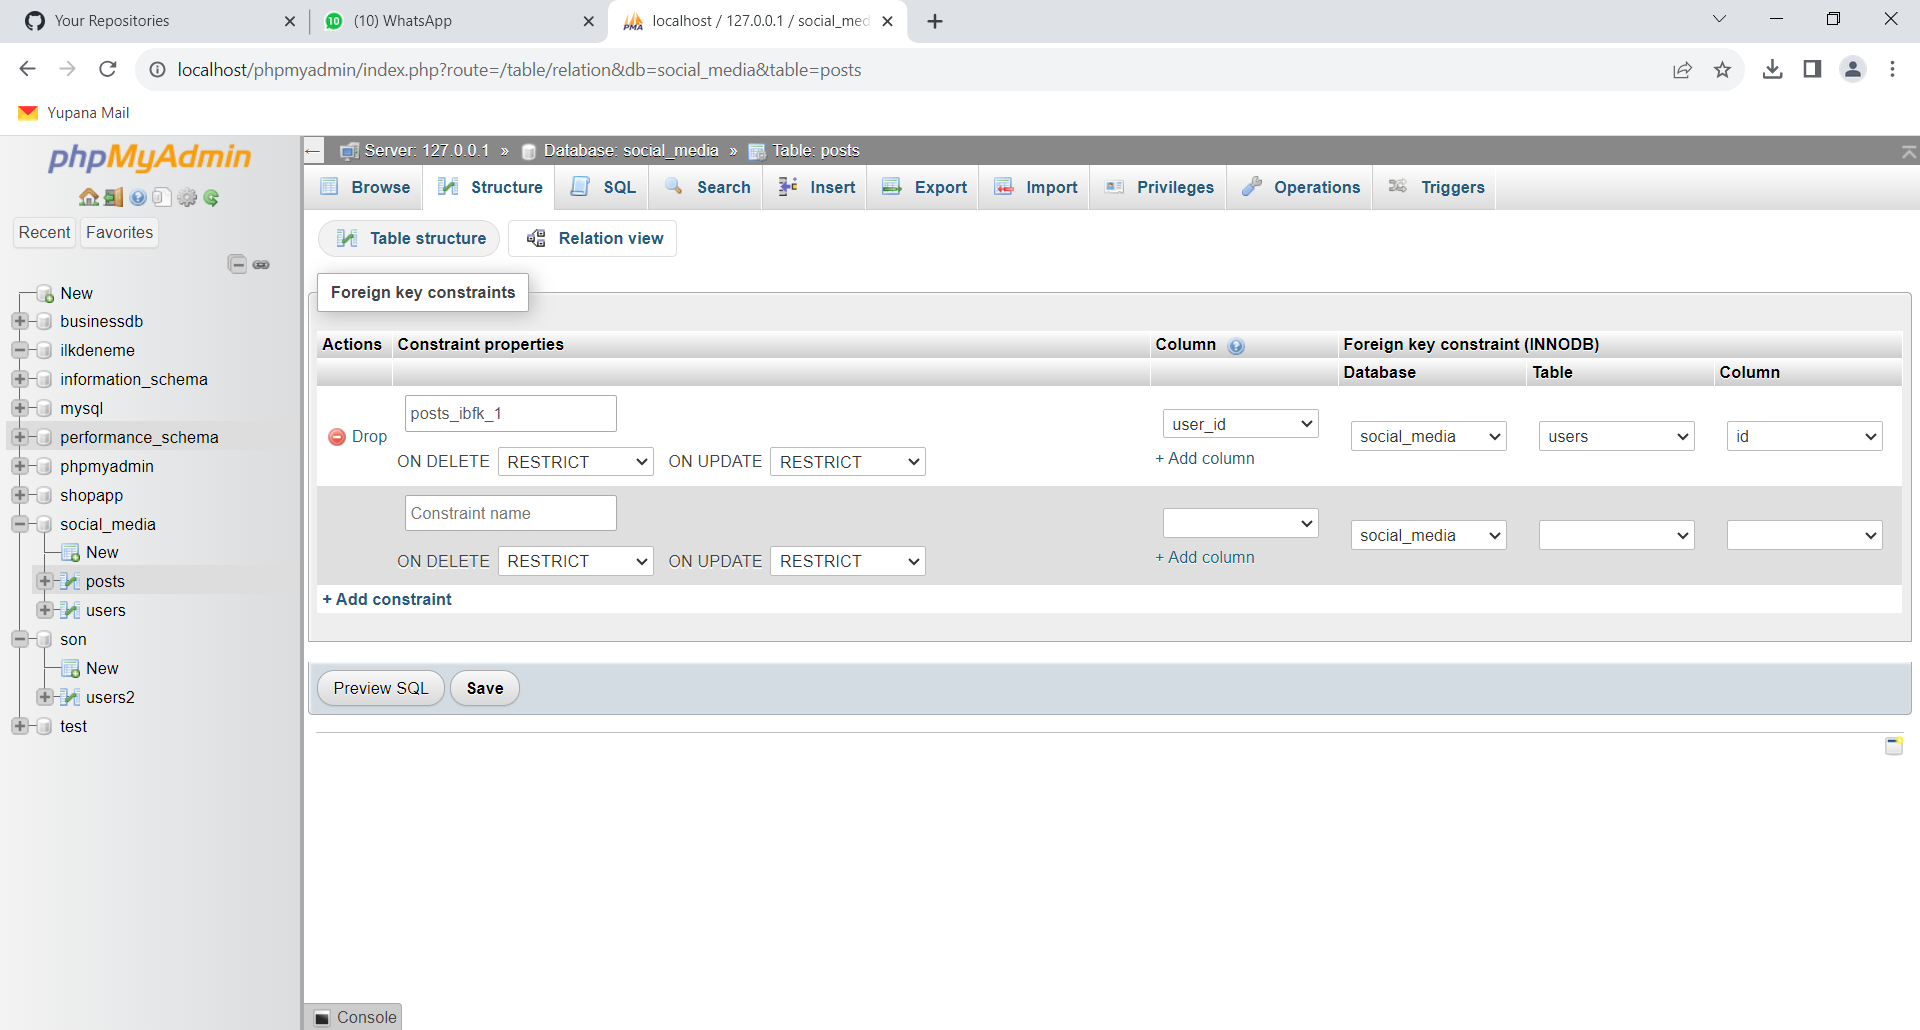 Your Repositories
(10) WhatsApp
localhost / 127.0.0.1 / social_med
localhost/phpmyadmin/index.php?route=/table/relation&db=social_media&table=posts
Yupana Mail
phpMyAdmin
Recent Favorites
New
businessdb
ilkdeneme
information_schema
mysql
performance_schema
phpmyadmin
shopapp
social_media
New
posts
users
son
New
users2
test
Server: 127.0.0.1 » Database: social_media » Table: posts
Browse Structure SQL Search Insert Export Import Privileges Operations Triggers
Table structure Relation view
Foreign key constraints
Actions Constraint properties Column Foreign key constraint (INNODB)
Database Table Column
Drop posts_ibfk_1 user_id social_media users id
ON DELETE RESTRICT ON UPDATE RESTRICT + Add column
Constraint name social_media
ON DELETE RESTRICT ON UPDATE RESTRICT + Add column
+ Add constraint
Preview SQL Save
Console